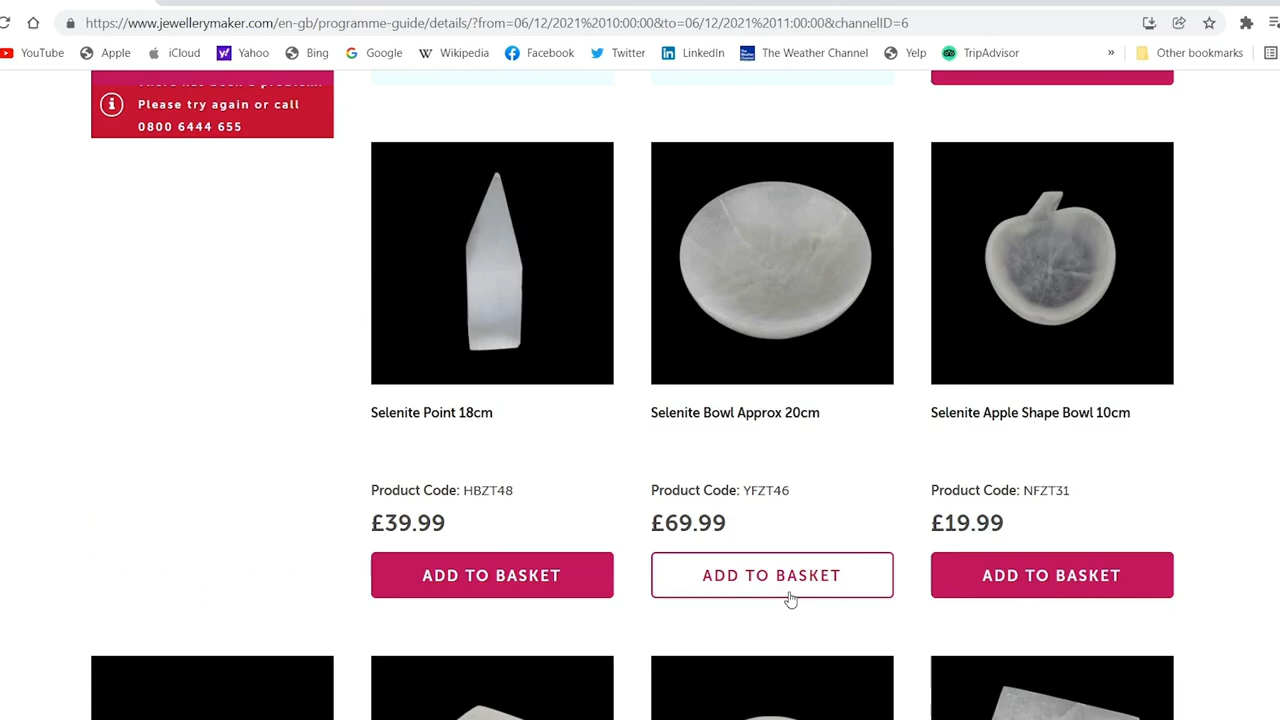 https://www.jewellerymaker.com/en-gb/programme-guide/details/?from=06/12/2021%2010:00:00&to=06/12/2021%2011:00:00&channelID=6
YouTube Apple iCloud Yahoo Bing Google Wikipedia Facebook Twitter LinkedIn The Weather Channel Yelp TripAdvisor » Other bookmarks
There has been a problem.
Please try again or call
0800 6444 655
Selenite Point 18cm
Selenite Bowl Approx 20cm
Selenite Apple Shape Bowl 10cm
Product Code: HBZT48
Product Code: YFZT46
Product Code: NFZT31
£39.99
£69.99
£19.99
ADD TO BASKET
ADD TO BASKET
ADD TO BASKET